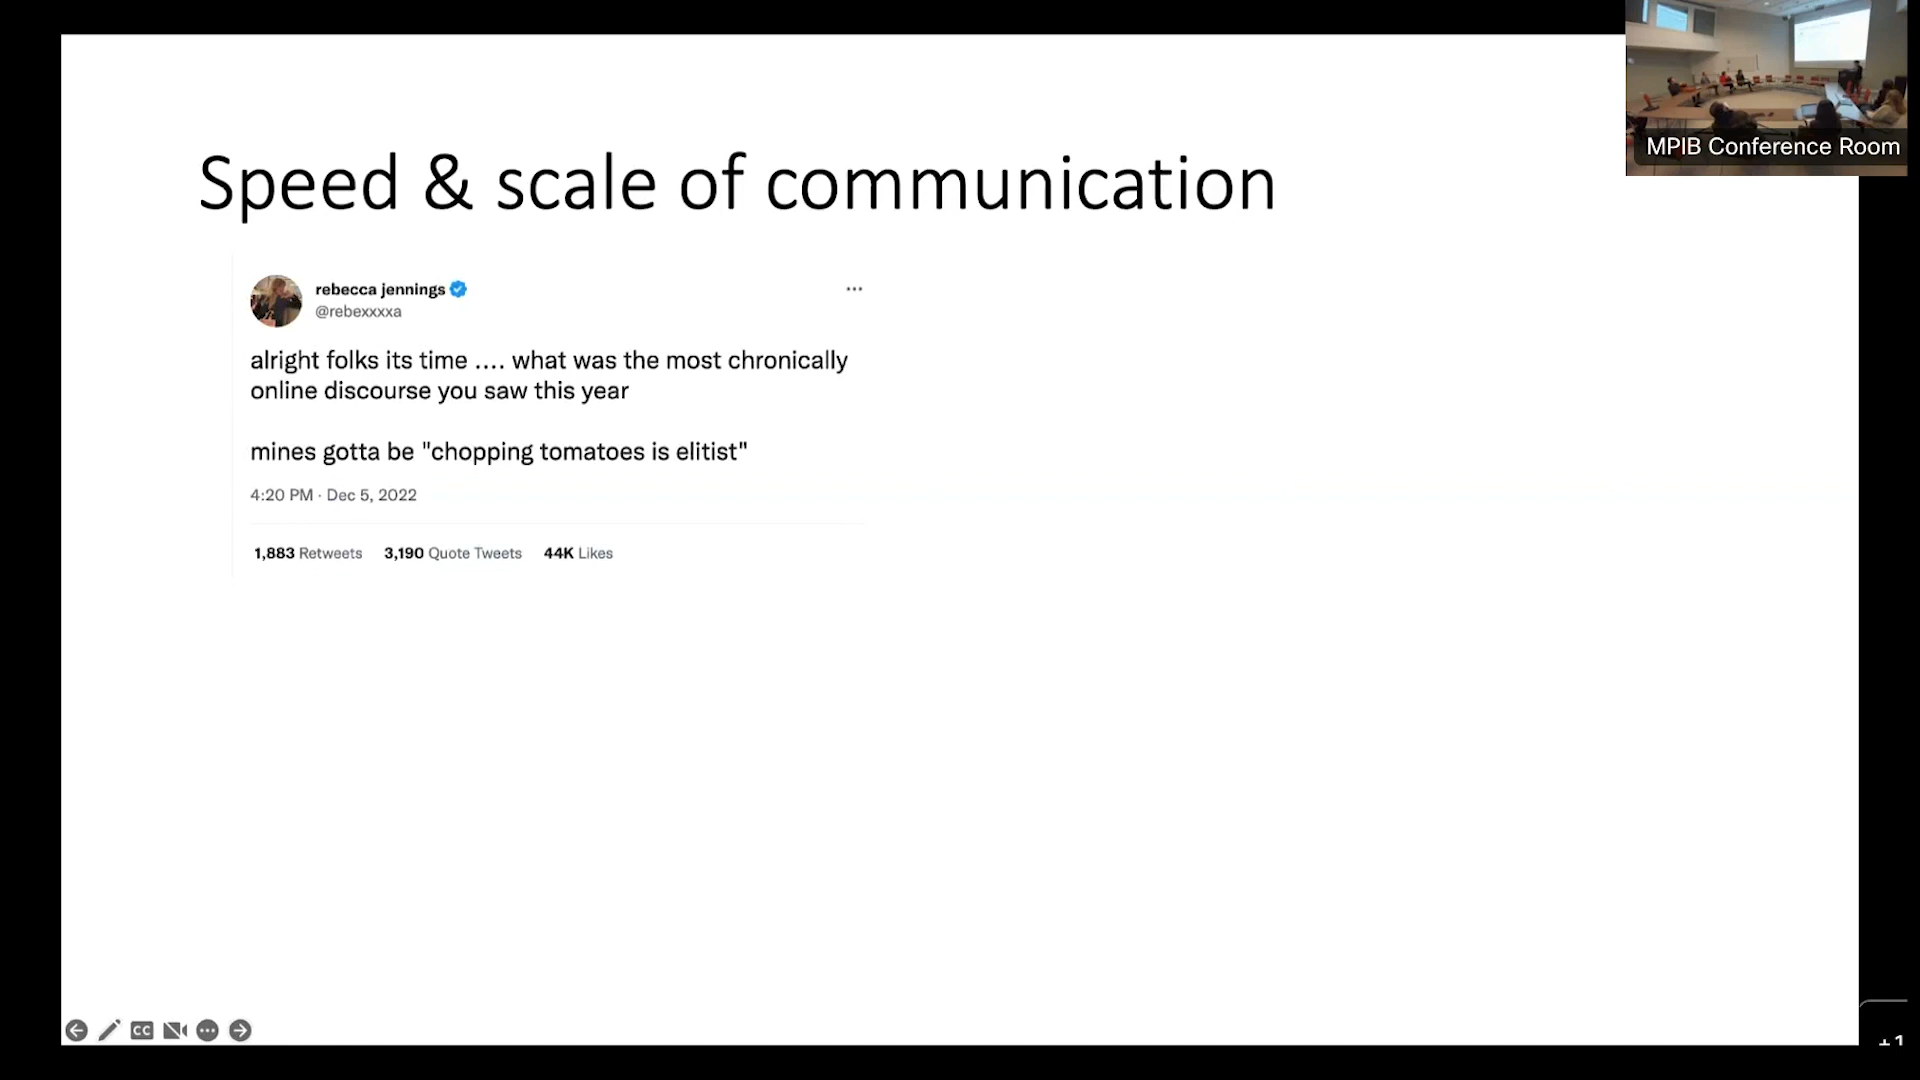 MPIB Conference Room
Speed & scale of communication
rebecca jennings
@rebexxxxa
alright folks its time .... what was the most chronically
online discourse you saw this year
mines gotta be "chopping tomatoes is elitist"
4:20 PM · Dec 5, 2022
1,883 Retweets 3,190 Quote Tweets 44K Likes
CC
+1